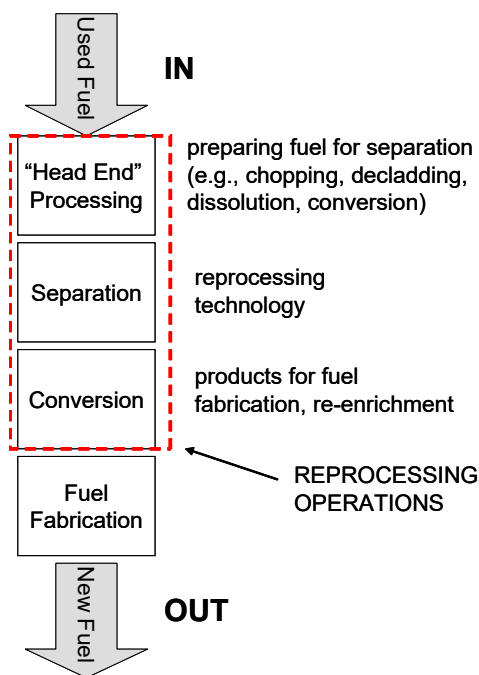 Used Fuel
IN
“Head End”
Processing
preparing fuel for separation
(e.g., chopping, decladding,
dissolution, conversion)
Separation
reprocessing
technology
Conversion
products for fuel
fabrication, re-enrichment
REPROCESSING
OPERATIONS
Fuel
Fabrication
New Fuel
OUT